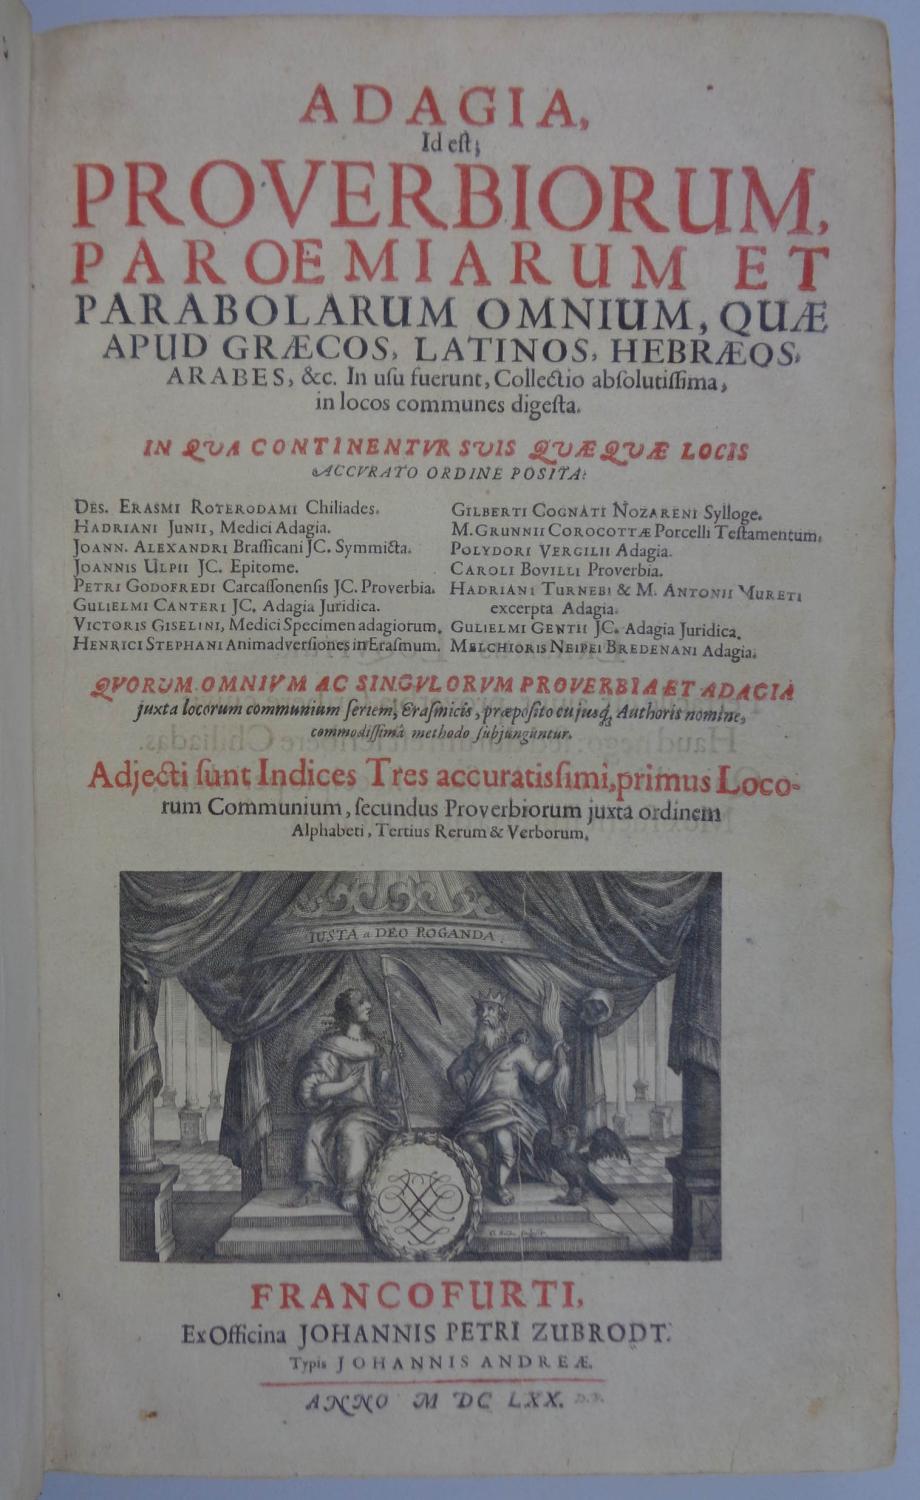 ADAGIA,
Id eſt;
PROVERBIORUM,
PAROEMIARUM ET
PARABOLARUM OMNIUM, QUÆ
APUD GRÆCOS, LATINOS, HEBRÆOS,
ARABES, &c. In uſu fuerunt, Collectio abſolutiſſima,
in locos communes digeſta.
IN QVA CONTINENTVR SUIS QUÆQUÆ LOCIS
ACCVRATO ORDINE POSITA:
DES. ERASMI ROTERODAMI Chiliades.
HADRIANI JUNII, Medici Adagia.
JOANN. ALEXANDRI Braſſicani JC. Symmicta.
JOANNIS ULPII JC. Epitome.
PETRI GODOFREDI Carcaſſonenſis JC. Proverbia.
GULIELMI CANTERI JC. Adagia Juridica.
VICTORIS GISELINI, Medici Specimen adagiorum.
HENRICI STEPHANI Animadverſiones in Eraſmum.
GILBERTI COGNATI NOZARENI Sylloge.
M. GRUNNII COROCOTTÆ Porcelli Teſtamentum.
POLYDORI VERGILII Adagia.
CAROLI BOVILLI Proverbia.
HADRIANI TURNEBI & M. ANTONII MURETI
excerpta Adagia.
GULIELMI GENTII JC. Adagia Juridica.
MELCHIORIS NEIPEI BREDENANI Adagia.
QVORUM OMNIVM AC SINGVLORVM PROVERBIA ET ADAGIA
juxta locorum communium ſeriem, Eraſmicis, præpoſito cujusq́; Authoris nomine,
commodiſſimâ methodo ſubjunguntur.
Adjecti ſunt Indices Tres accuratiſſimi, primus Loco-
rum Communium, ſecundus Proverbiorum juxta ordinem
Alphabeti, Tertius Rerum & Verborum.
IUSTA a DEO ROGANDA.
FRANCOFURTI,
Ex Officina JOHANNIS PETRI ZUBRODT.
Typis JOHANNIS ANDREÆ.
ANNO M DC LXX.